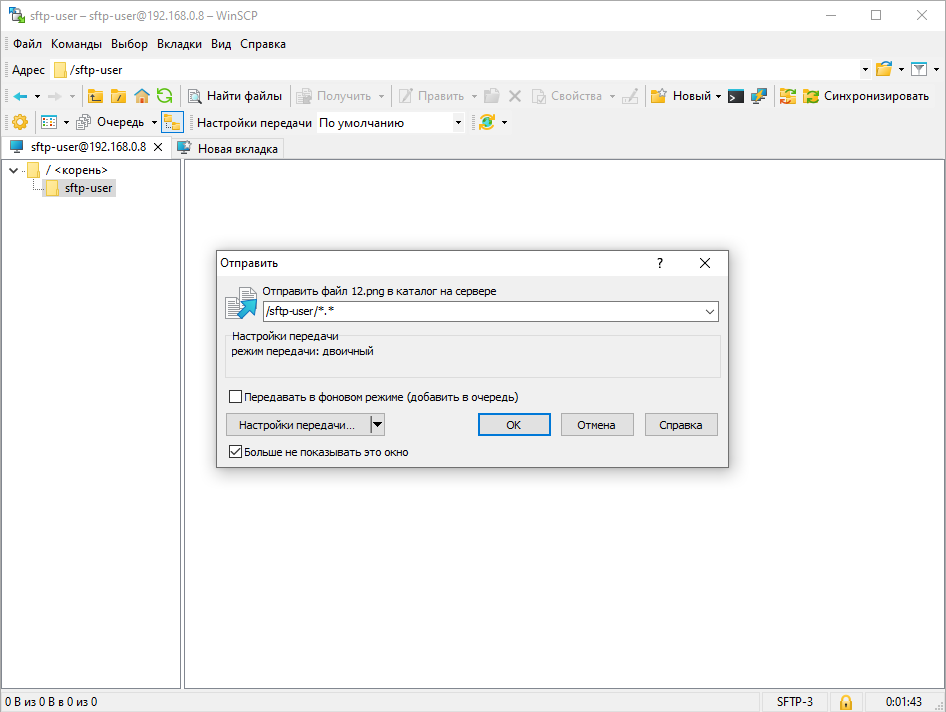 sftp-user – sftp-user@192.168.0.8 – WinSCP
Файл Команды Выбор Вкладки Вид Справка
Адрес /sftp-user
Найти файлы Получить Править Свойства Новый Синхронизировать
Очередь Настройки передачи По умолчанию
sftp-user@192.168.0.8 Новая вкладка
/ <корень>
sftp-user
Отправить ?
Отправить файл 12.png в каталог на сервере
/sftp-user/*.*
Настройки передачи
режим передачи: двоичный
Передавать в фоновом режиме (добавить в очередь)
Настройки передачи... ОК Отмена Справка
Больше не показывать это окно
0 B из 0 B в 0 из 0 SFTP-3 0:01:43